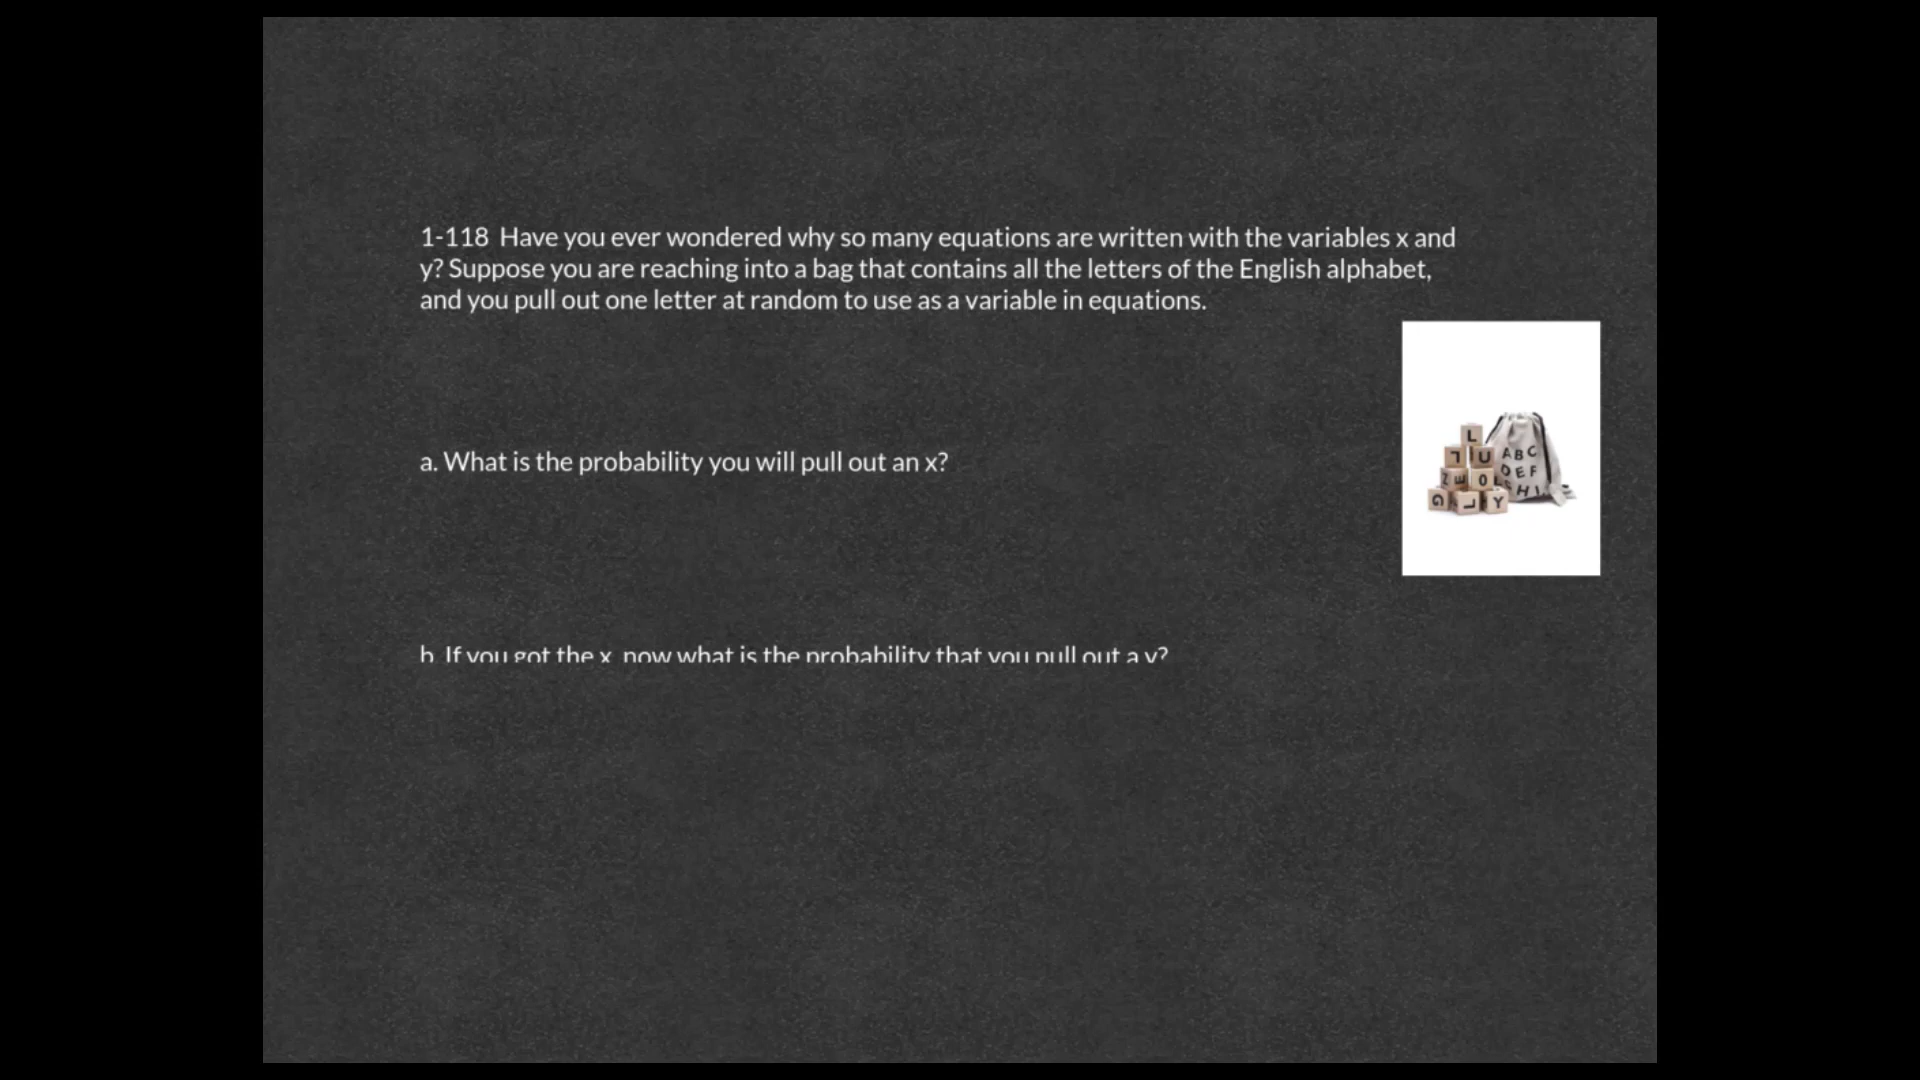 1-118 Have you ever wondered why so many equations are written with the variables x and
y? Suppose you are reaching into a bag that contains all the letters of the English alphabet,
and you pull out one letter at random to use as a variable in equations.
a. What is the probability you will pull out an x?
L
L U A B C
Z E O D E F
G L Y H I
b. If you got the x, now what is the probability that you pull out a y?